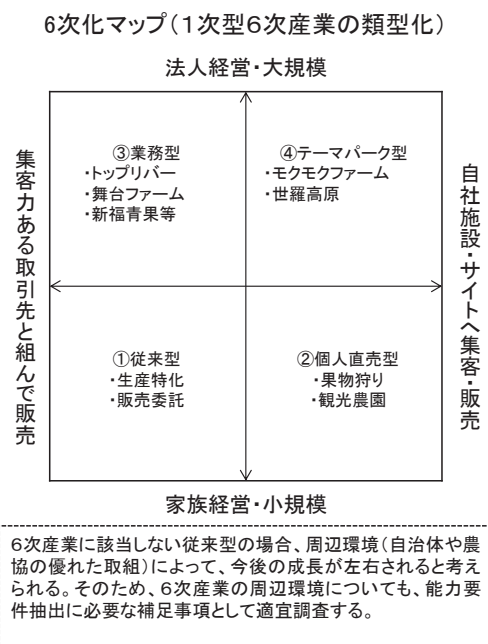 6次化マップ（１次型６次産業の類型化）
法人経営・大規模
集客力ある取引先と組んで販売
③業務型
・トップリバー
・舞台ファーム
・新福青果等
④テーマパーク型
・モクモクファーム
・世羅高原
自社施設・サイトへ集客・販売
①従来型
・生産特化
・販売委託
②個人直売型
・果物狩り
・観光農園
家族経営・小規模
６次産業に該当しない従来型の場合、周辺環境（自治体や農
協の優れた取組）によって、今後の成長が左右されると考え
られる。そのため、６次産業の周辺環境についても、能力要
件抽出に必要な補足事項として適宜調査する。